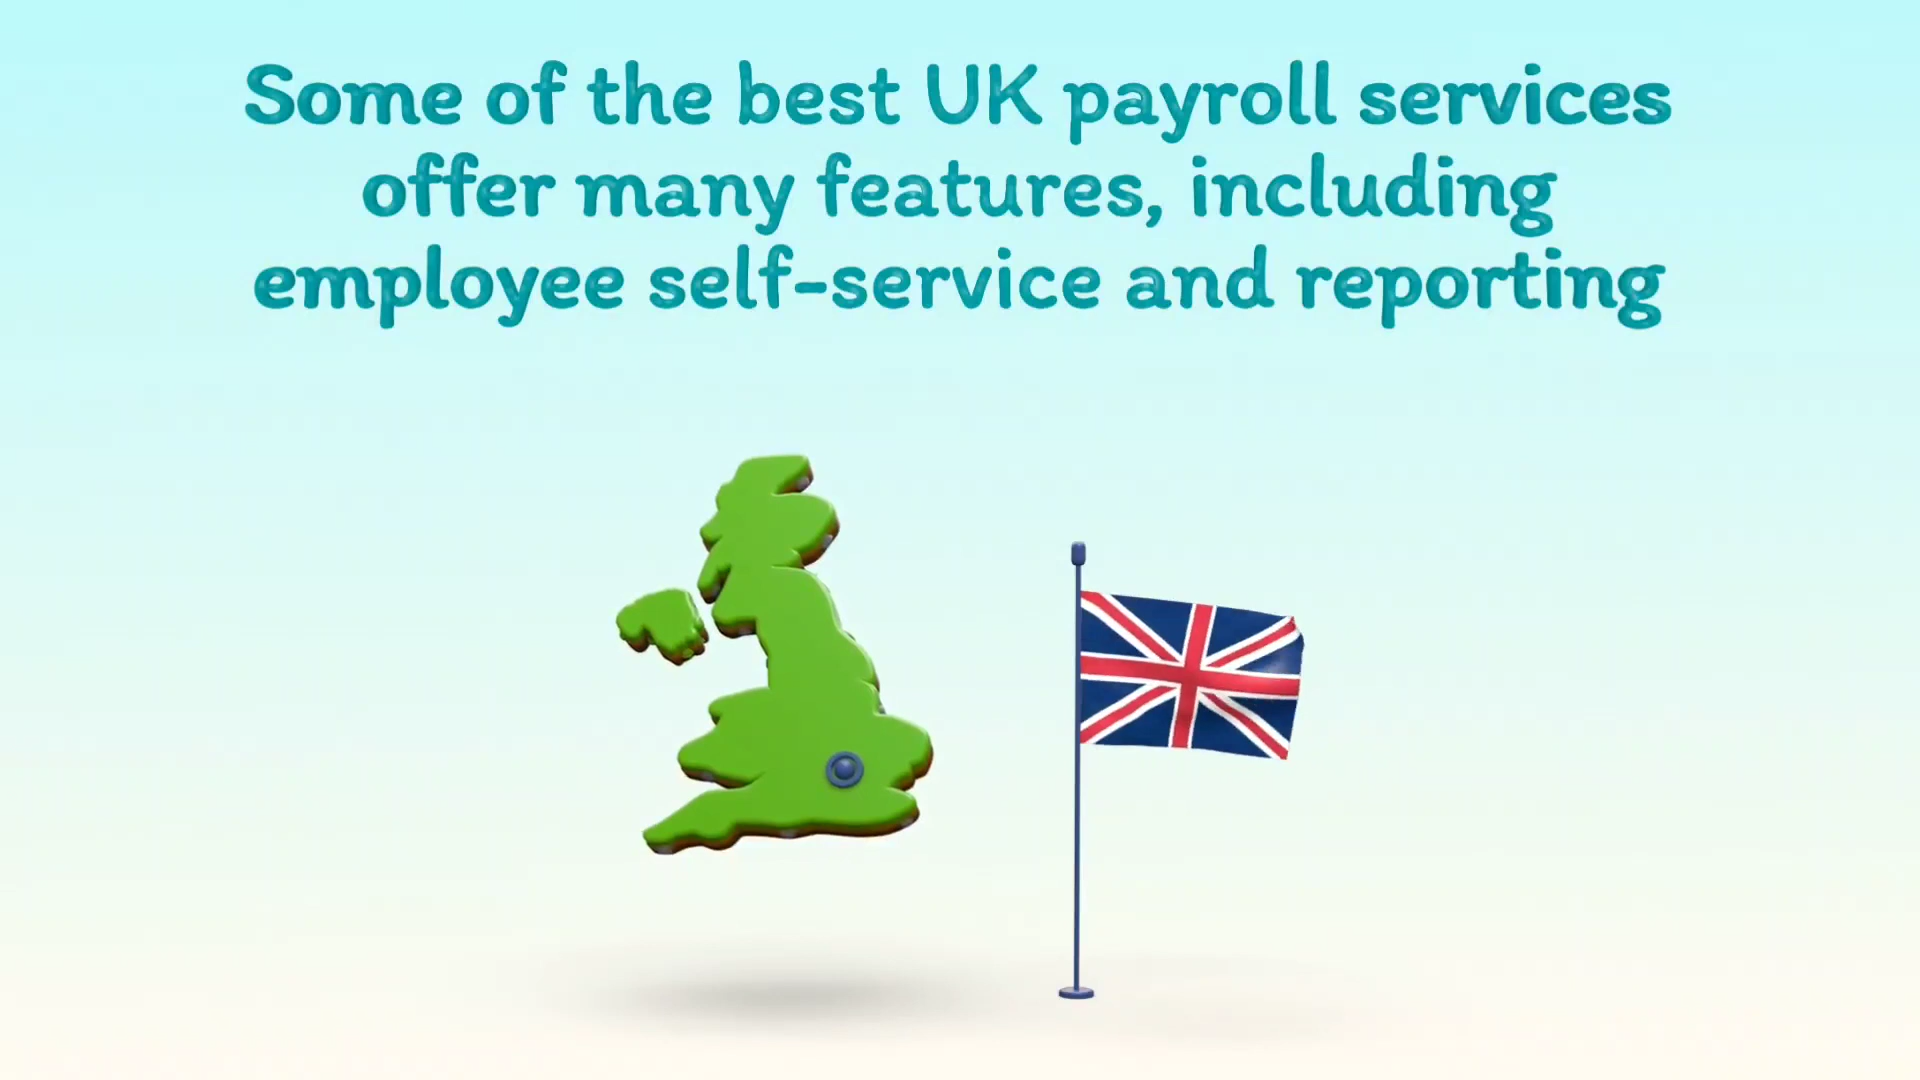 Some of the best UK payroll services
offer many features, including
employee self-service and reporting